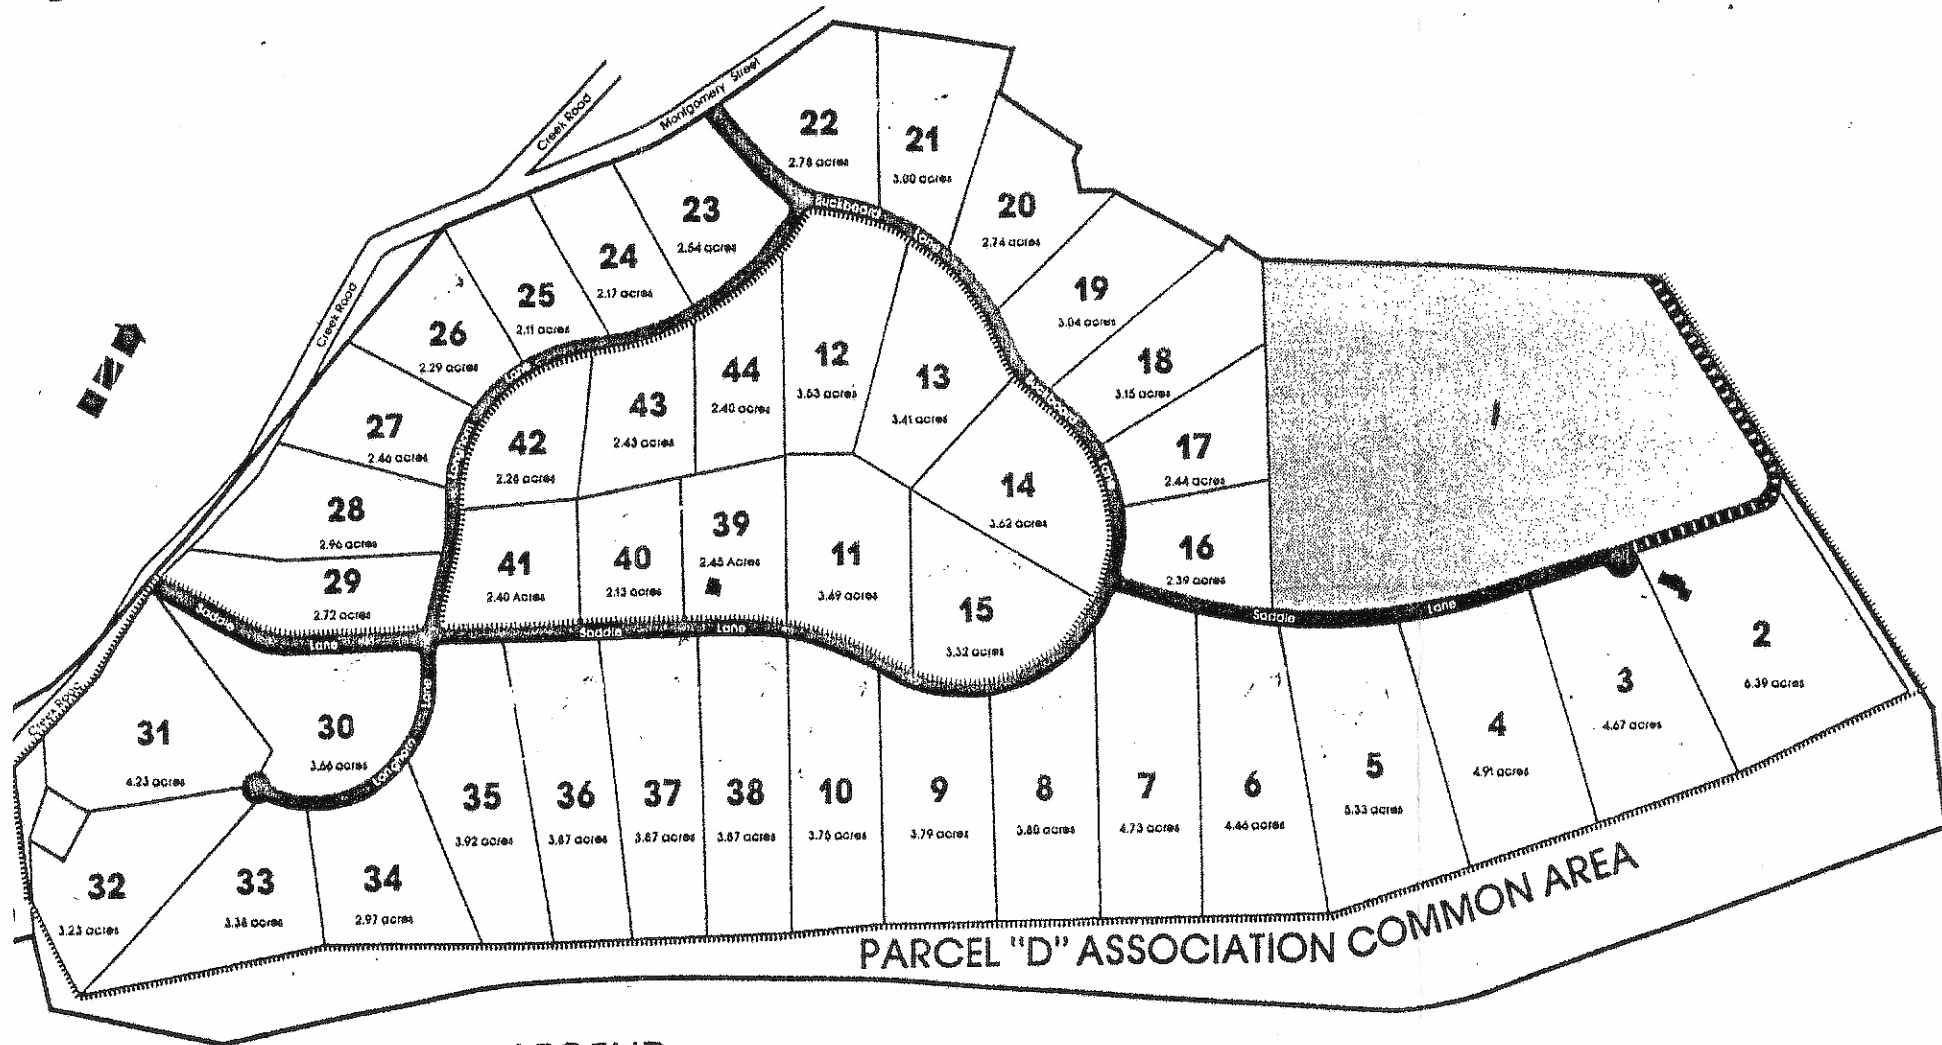 Creek Road
Montgomery Street
22
2.78 acres
21
3.00 acres
20
2.74 acres
23
2.54 acres
24
2.17 acres
25
2.11 acres
26
2.29 acres
27
2.46 acres
28
2.96 acres
29
2.72 acres
Creek Road
Buckboard Lane
19
3.04 acres
18
3.15 acres
17
2.44 acres
16
2.39 acres
1
12
3.53 acres
13
3.41 acres
14
3.62 acres
15
3.32 acres
11
3.49 acres
44
2.40 acres
43
2.43 acres
42
2.26 acres
41
2.40 Acres
40
2.13 acres
39
2.45 Acres
Longhorn Lane
Buckboard Lane
Saddle Lane
Saddle Lane
Saddle Lane
Longhorn Lane
Creek Road
N
31
4.23 acres
30
3.66 acres
32
3.23 acres
33
3.38 acres
34
2.97 acres
35
3.92 acres
36
3.87 acres
37
3.87 acres
38
3.87 acres
10
3.78 acres
9
3.79 acres
8
3.80 acres
7
4.73 acres
6
4.46 acres
5
5.33 acres
4
4.91 acres
3
4.67 acres
2
6.39 acres
PARCEL "D" ASSOCIATION COMMON AREA